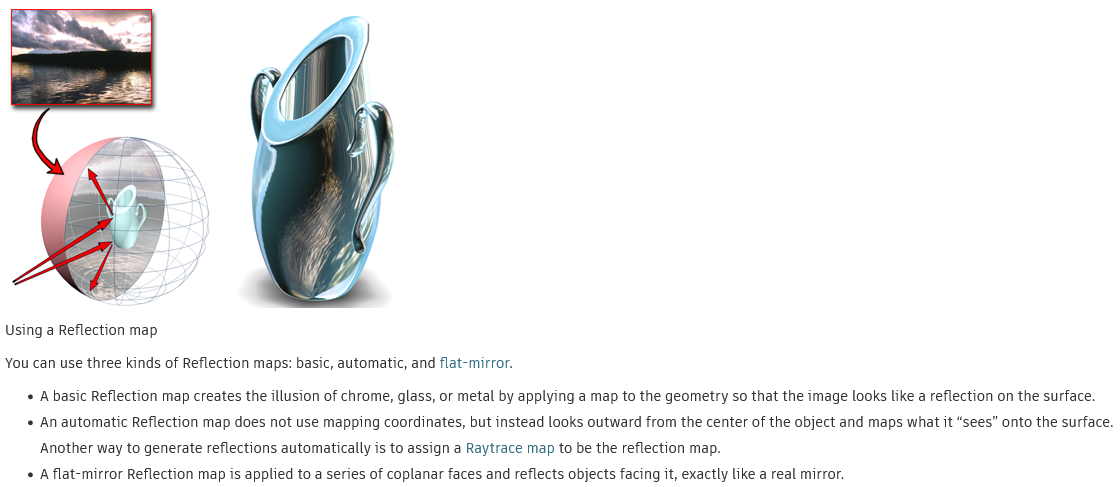 Using a Reflection map
You can use three kinds of Reflection maps: basic, automatic, and flat-mirror.
• A basic Reflection map creates the illusion of chrome, glass, or metal by applying a map to the geometry so that the image looks like a reflection on the surface.
• An automatic Reflection map does not use mapping coordinates, but instead looks outward from the center of the object and maps what it “sees” onto the surface.
Another way to generate reflections automatically is to assign a Raytrace map to be the reflection map.
• A flat-mirror Reflection map is applied to a series of coplanar faces and reflects objects facing it, exactly like a real mirror.